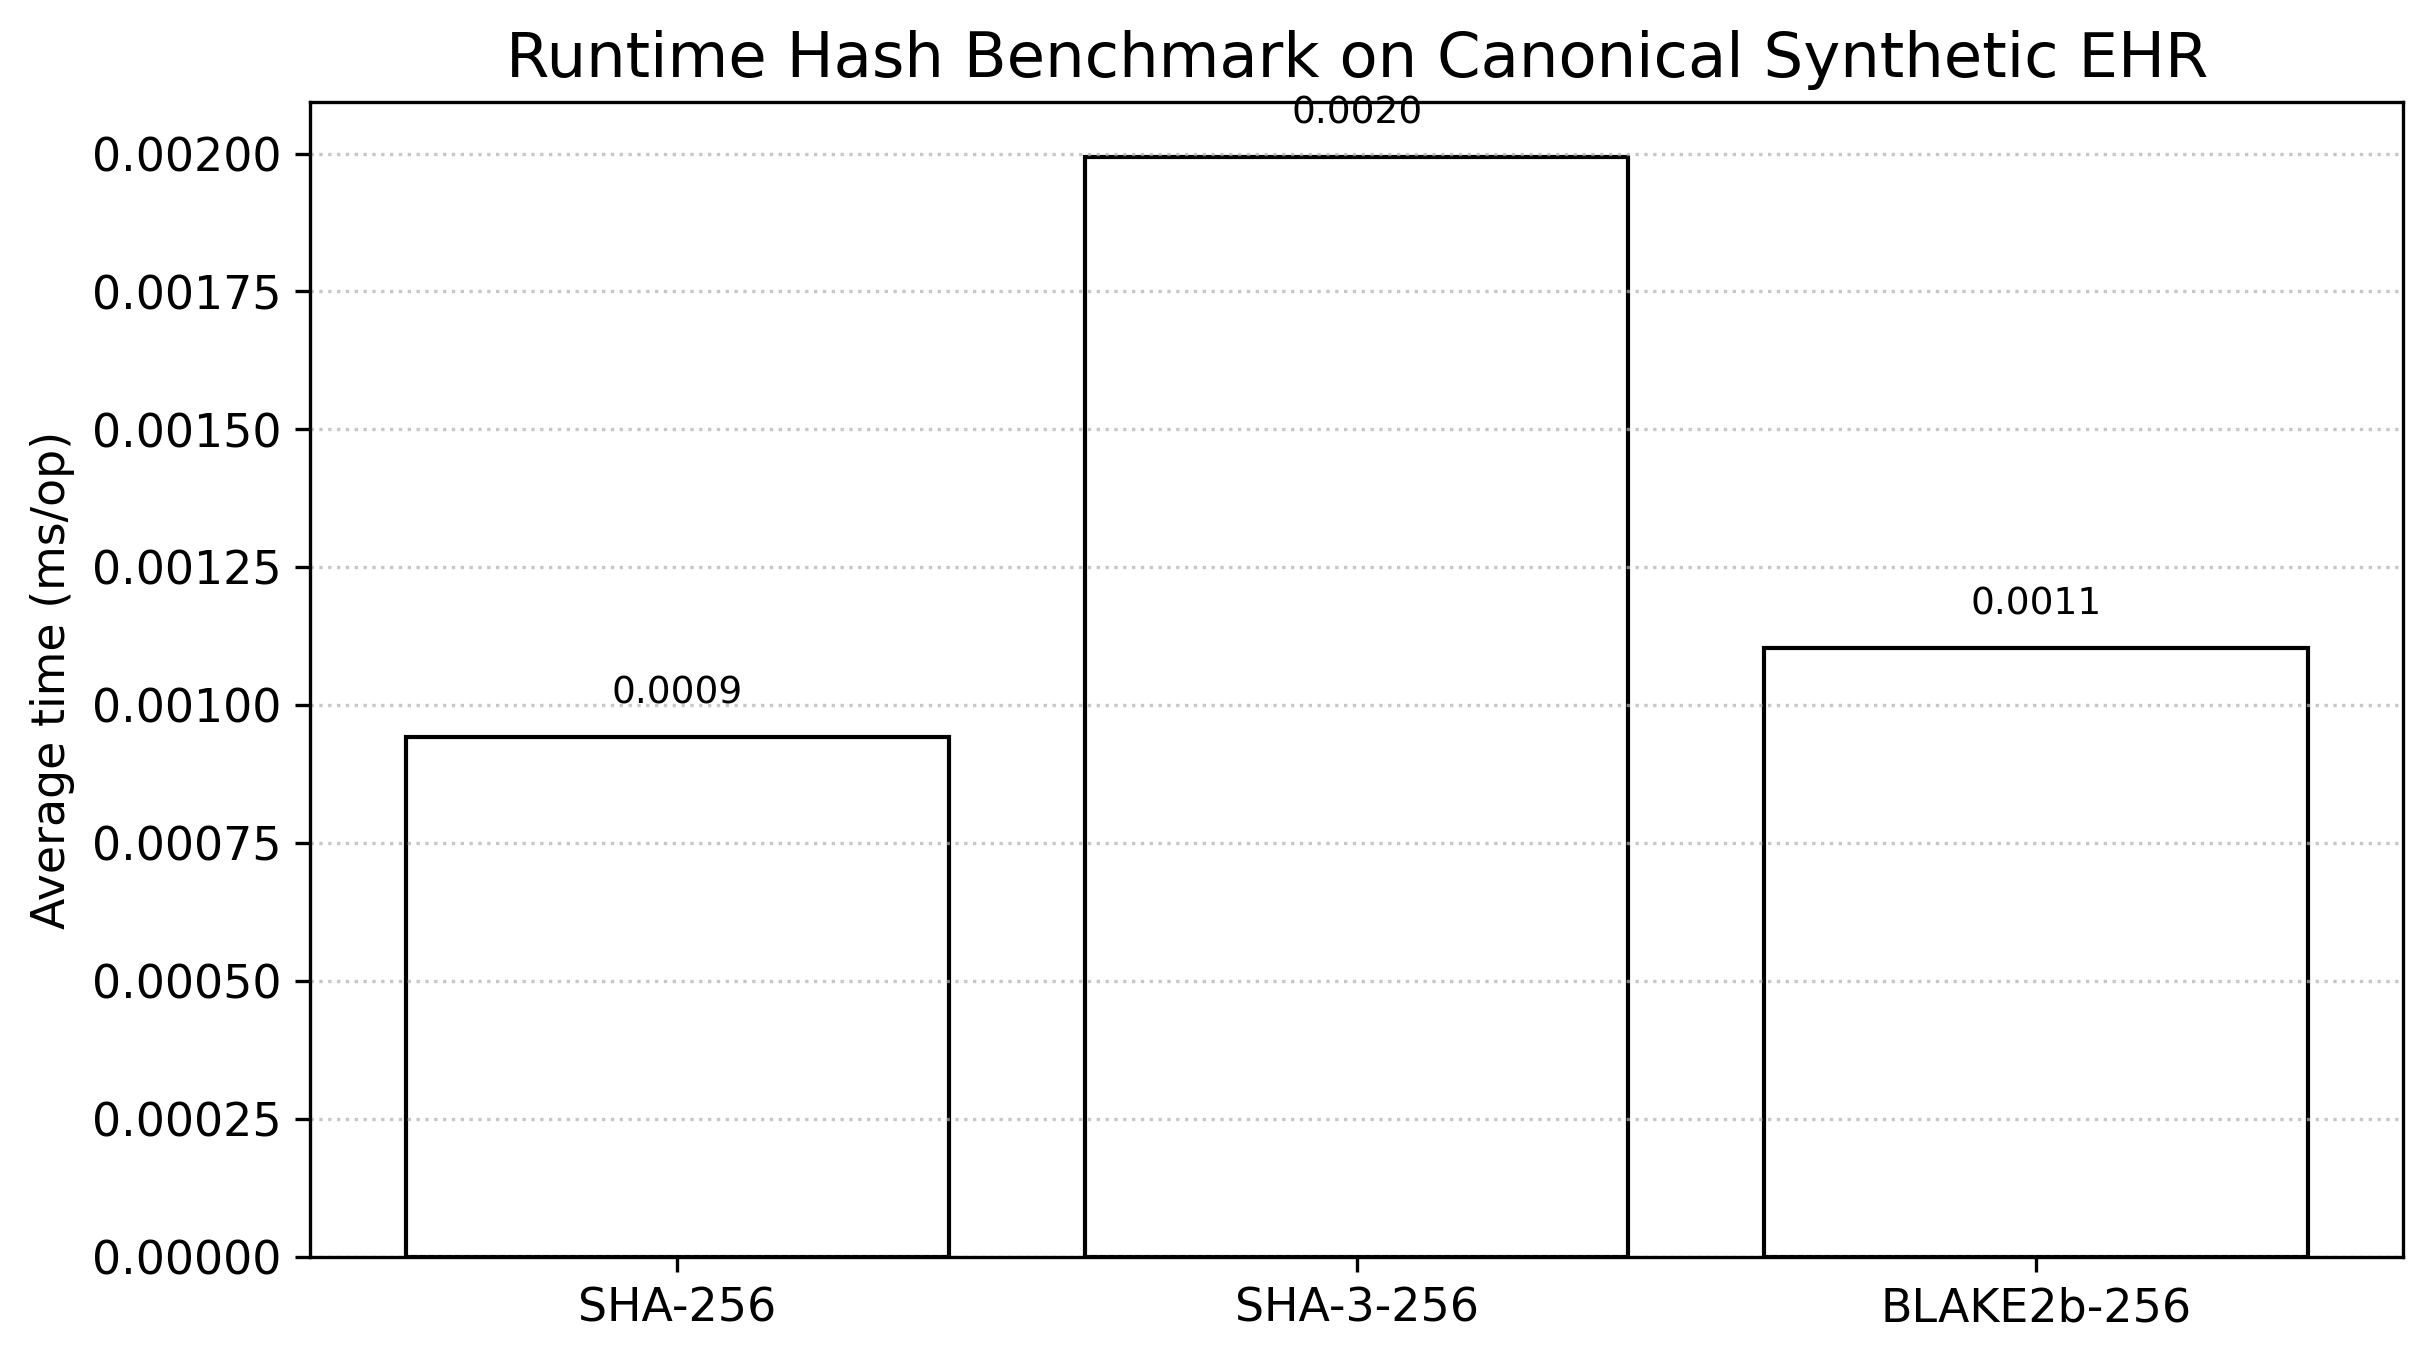 Runtime Hash Benchmark on Canonical Synthetic EHR
Average time (ms/op)
0.00200
0.00175
0.00150
0.00125
0.00100
0.00075
0.00050
0.00025
0.00000
0.0009
0.0020
0.0011
SHA-256
SHA-3-256
BLAKE2b-256